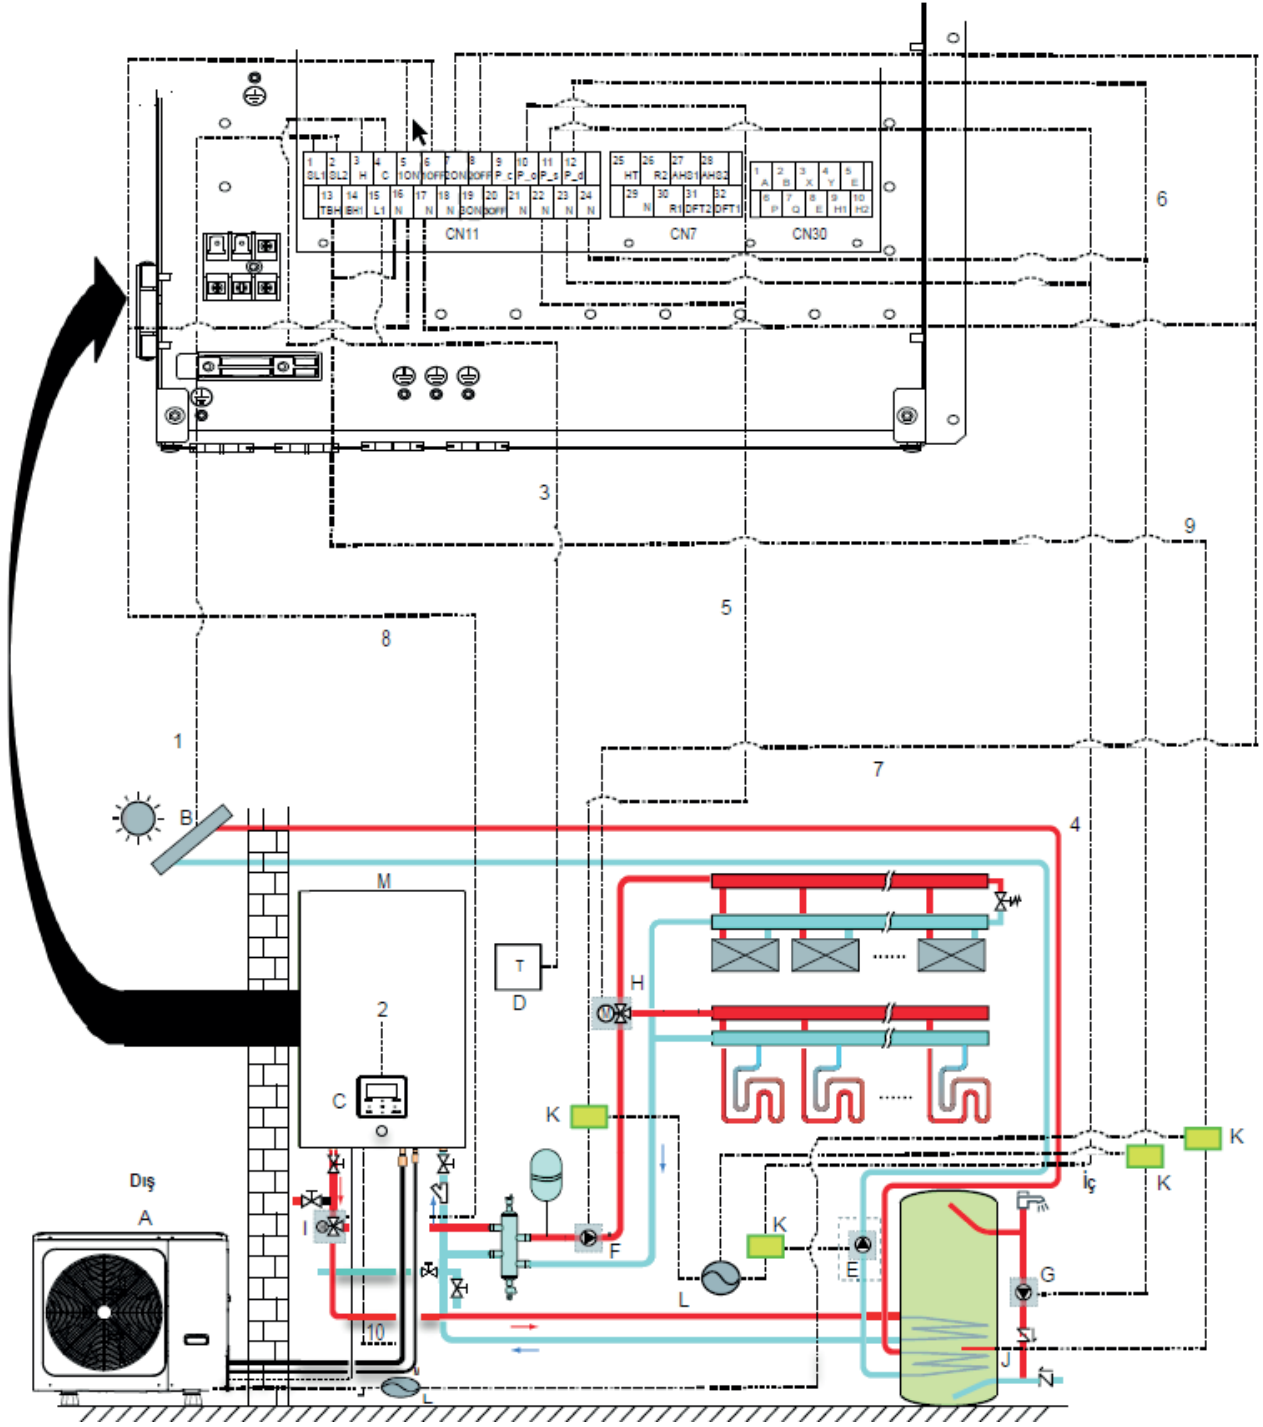 1 2 3 4 5 6 7 8 9 10 11 12
SL1 SL2 H C 1ON 1OFF 2ON 2OFF P_c P_o P_s P_d
13 14 15 16 17 18 19 20 21 22 23 24
TBH IBH1 L1 N N N 3ON 3OFF N N N N
CN11
25 26 27 28
HT R2 AHS1 AHS2
29 30 31 32
N R1 DFT2 DFT1
CN7
1 2 3 4 5
A B X Y E
6 7 8 9 10
P Q E H1 H2
CN30
6
3
9
5
8
1
7
4
B
M
T
D
H
2
C
K
K
K
Dış
İç
A
I
F
K
E
G
L
10
J
L